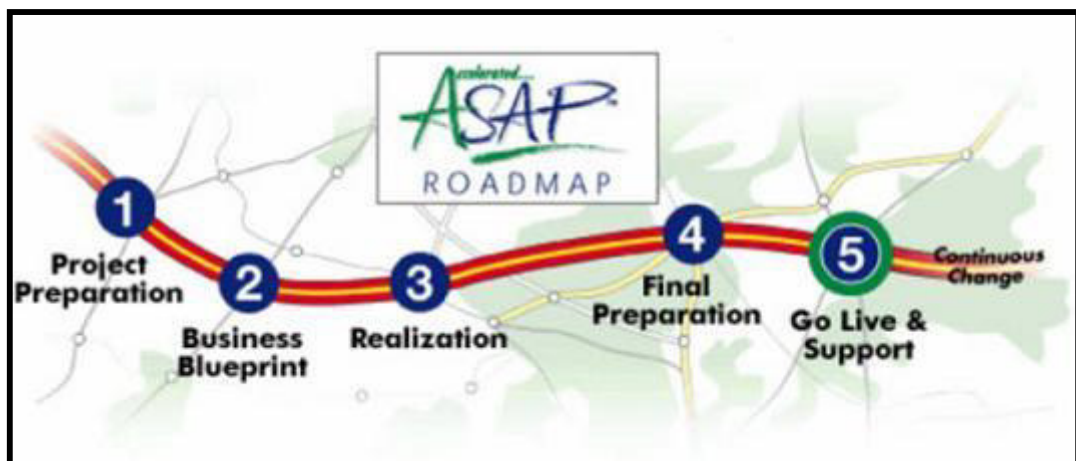 Accelerated...
ASAP™
ROADMAP
1
Project
Preparation
2
Business
Blueprint
3
Realization
4
Final
Preparation
5
Go Live &
Support
Continuous
Change